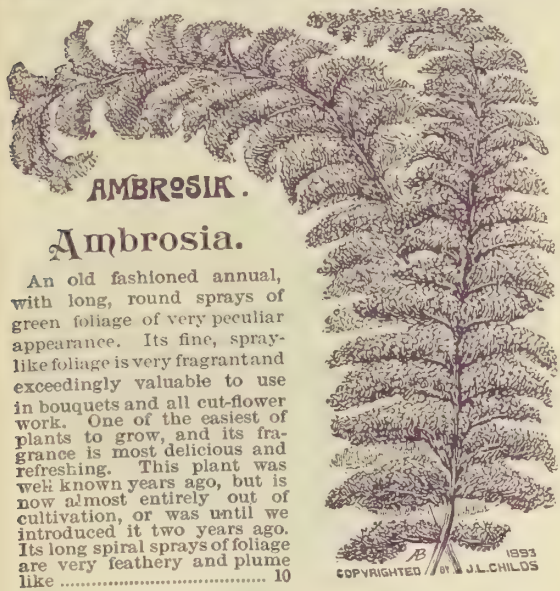 AMBROSIA.
Ambrosia.
An old fashioned annual,
with long, round sprays of
green foliage of very peculiar
appearance. Its fine, spray-
like foliage is very fragrant and
exceedingly valuable to use
in bouquets and all cut-flower
work. One of the easiest of
plants to grow, and its fra-
grance is most delicious and
refreshing. This plant was
well known years ago, but is
now almost entirely out of
cultivation, or was until we
introduced it two years ago.
Its long spiral sprays of foliage
are very feathery and plume
like .................................. 10
AB
1893
COPYRIGHTED BY J.L.CHILDS